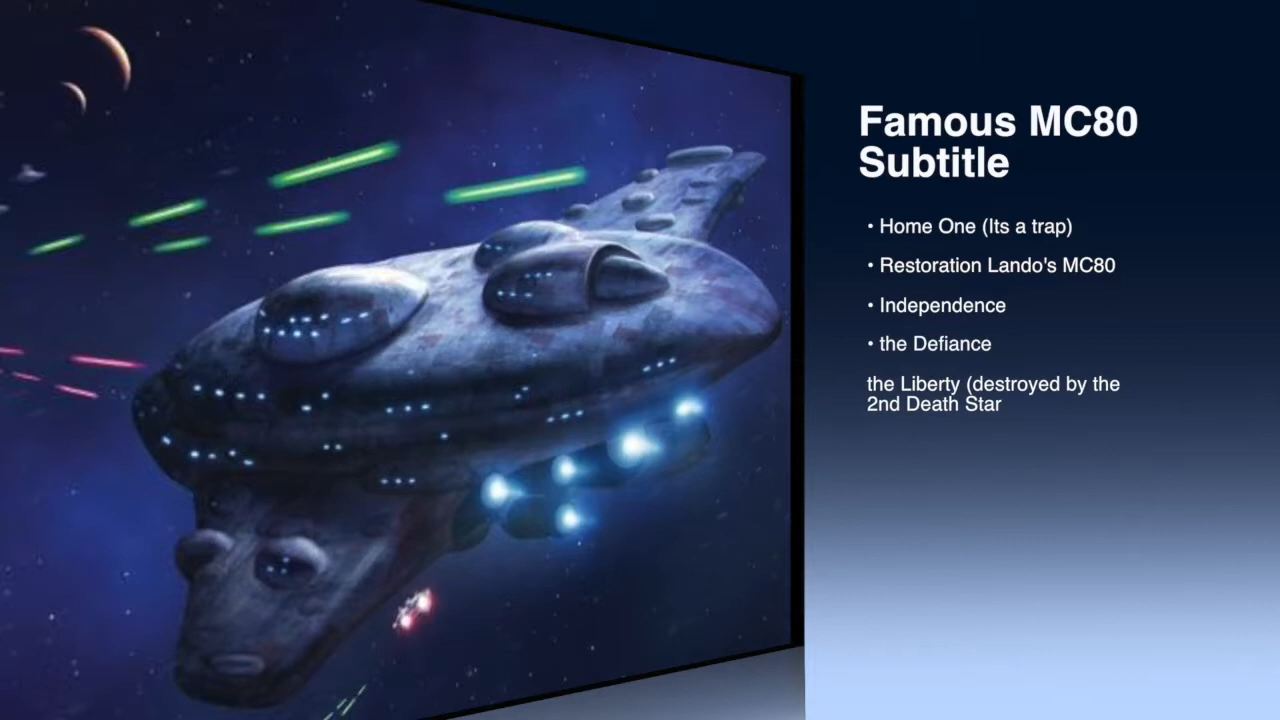 Famous MC80
Subtitle
• Home One (Its a trap)
• Restoration Lando's MC80
• Independence
• the Defiance
the Liberty (destroyed by the
2nd Death Star